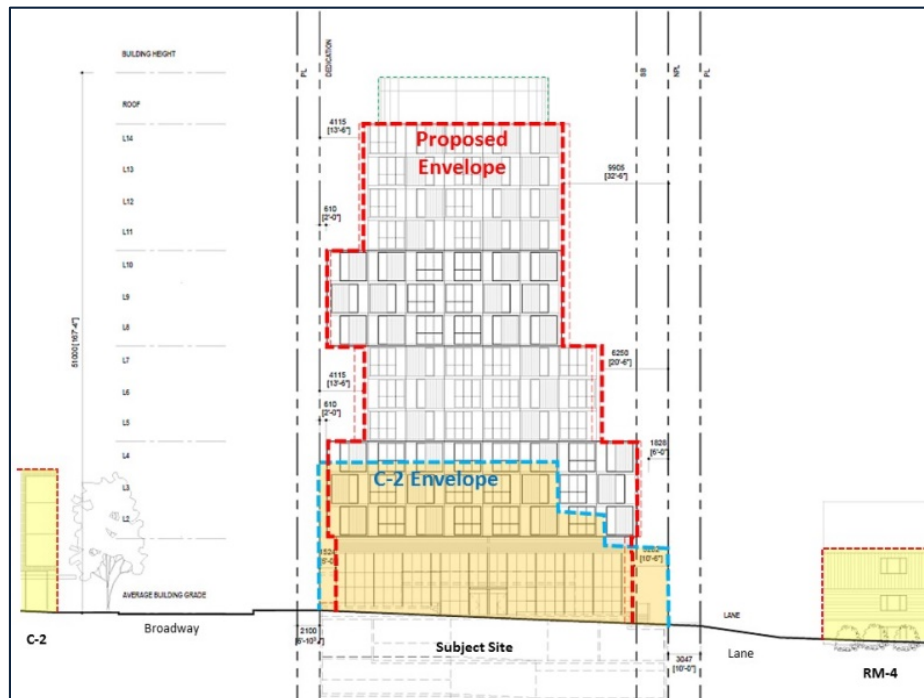 BUILDING HEIGHT
PL
DEDICATION
SB
NPL
PL
ROOF
4115
[13'-6"]
L14
Proposed
Envelope
L13
9905
[32'-6"]
L12
610
[2'-0"]
L11
L10
L9
L8
51000 [167'-4"]
L7
6250
[20'-6"]
4115
[13'-6"]
L6
610
[2'-0"]
L5
1828
[6'-0"]
L4
C-2 Envelope
L3
L2
AVERAGE BUILDING GRADE
LANE
C-2
Broadway
2100
Subject Site
3047
[10'-0"]
Lane
RM-4